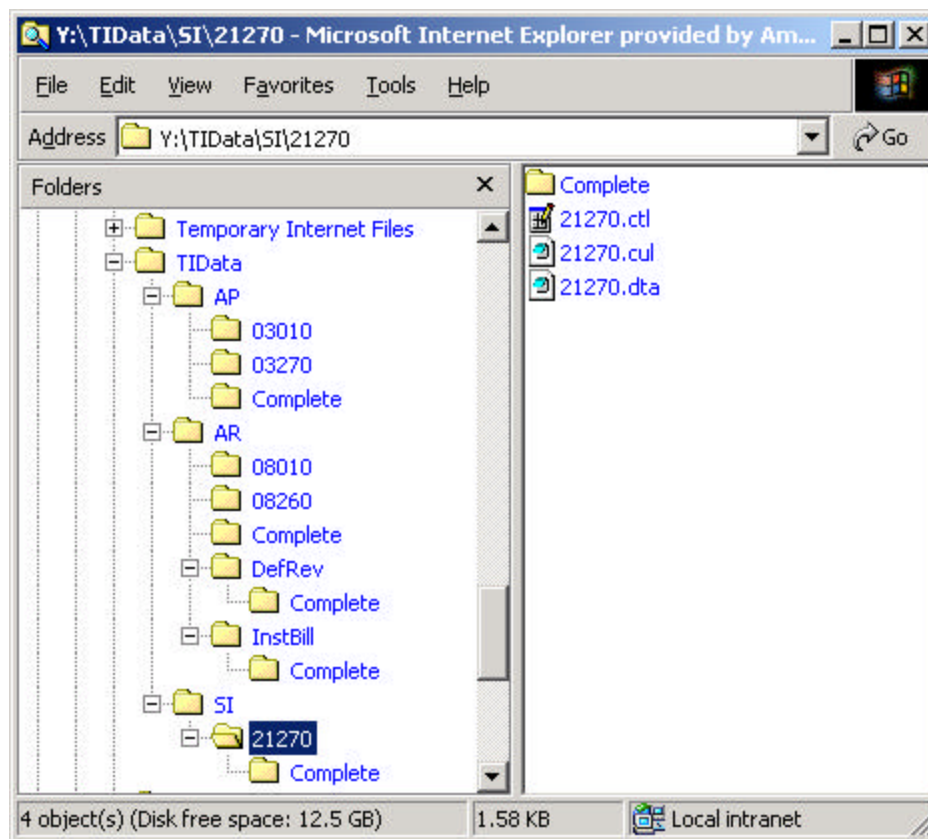 Y:\TIData\SI\21270 - Microsoft Internet Explorer provided by Am...
File Edit View Favorites Tools Help
Address Y:\TIData\SI\21270 Go
Folders
Temporary Internet Files
TIData
AP
03010
03270
Complete
AR
08010
08260
Complete
DefRev
Complete
InstBill
Complete
SI
21270
Complete
Complete
21270.ctl
21270.cul
21270.dta
4 object(s) (Disk free space: 12.5 GB) 1.58 KB Local intranet